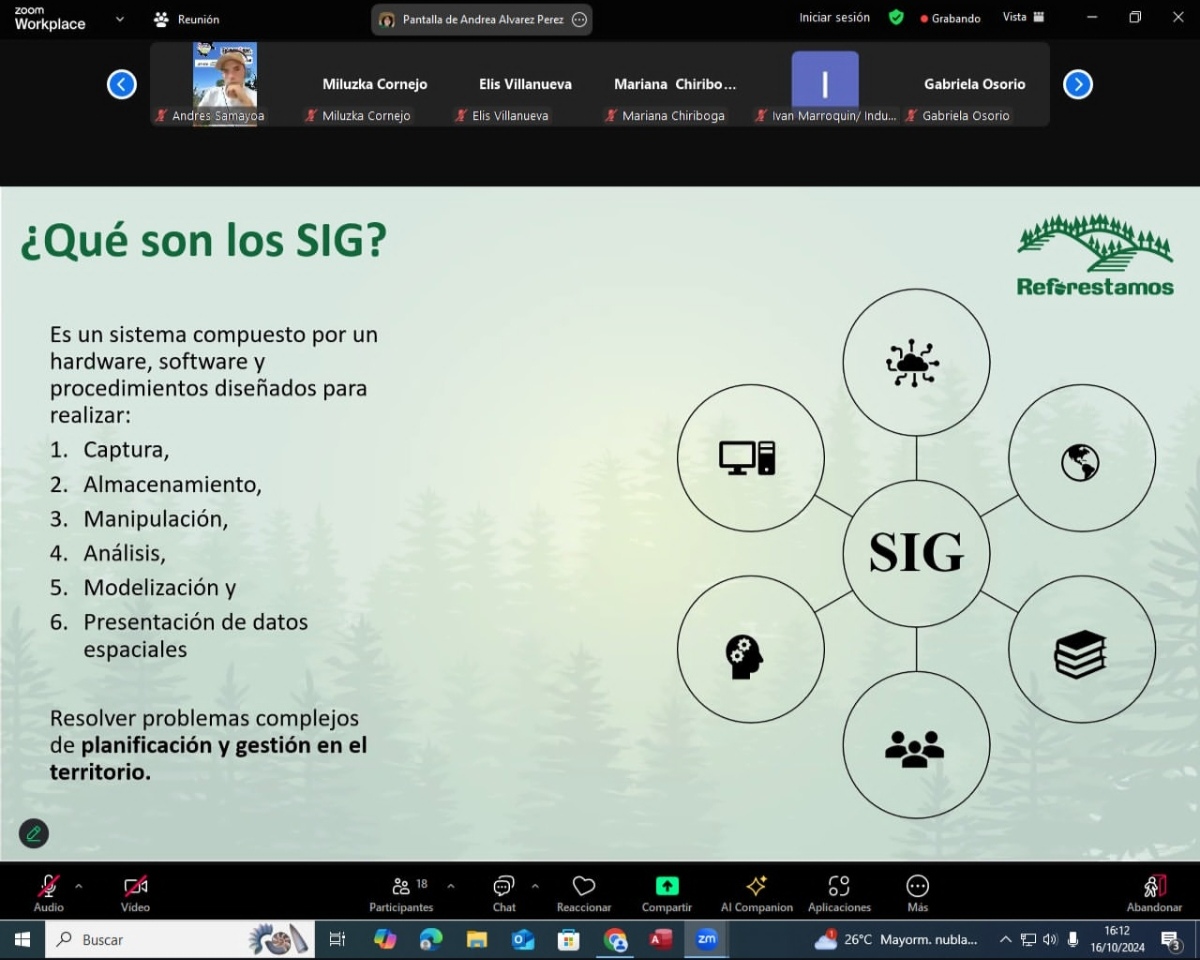 zoom
Workplace
Reunión
Pantalla de Andrea Alvarez Perez
Iniciar sesión
Grabando
Vista
Miluzka Cornejo
Elis Villanueva
Mariana Chiribo...
I
Gabriela Osorio
Andres Samayoa
Miluzka Cornejo
Elis Villanueva
Mariana Chiriboga
Ivan Marroquin/ Indu...
Gabriela Osorio
¿Qué son los SIG?
Reforestamos
Es un sistema compuesto por un
hardware, software y
procedimientos diseñados para
realizar:
1. Captura,
2. Almacenamiento,
3. Manipulación,
4. Análisis,
5. Modelización y
6. Presentación de datos
espaciales
Resolver problemas complejos
de planificación y gestión en el
territorio.
SIG
Audio
Video
Participantes
18
Chat
Reaccionar
Compartir
AI Companion
Aplicaciones
Más
Abandonar
Buscar
zm
1
26°C Mayorm. nubla...
16:12
16/10/2024
3